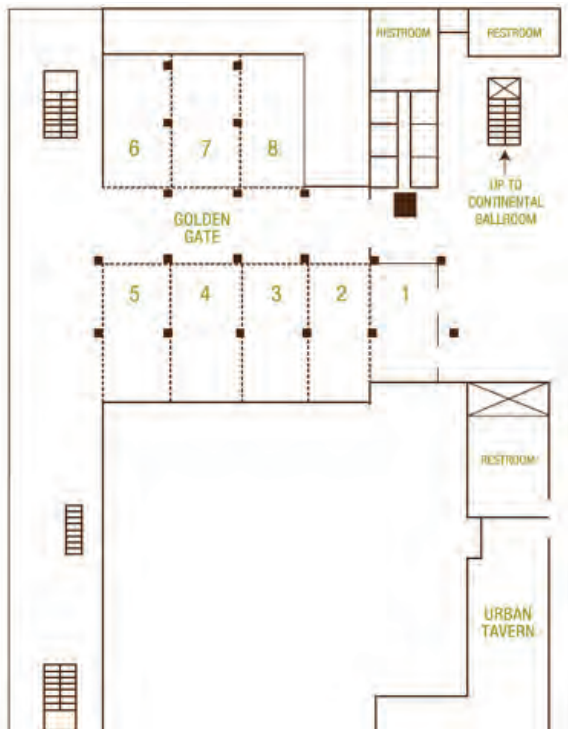 RESTROOM
RESTROOM
6
7
8
UP TO
CONTINENTAL
BALLROOM
GOLDEN
GATE
5
4
3
2
1
RESTROOM
URBAN
TAVERN